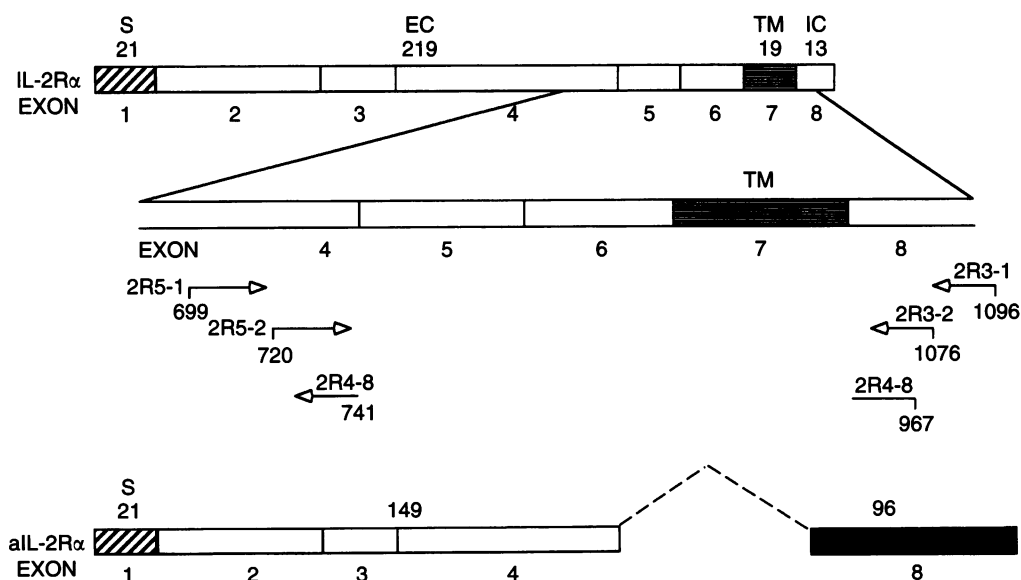 S EC TM IC
21 219 19 13
IL-2Rα
EXON 1 2 3 4 5 6 7 8
TM
EXON 4 5 6 7 8
2R5-1 2R3-1
699 1096
2R5-2 2R3-2
720 1076
2R4-8 2R4-8
741 967
S
21 149 96
aIL-2Rα
EXON 1 2 3 4 8